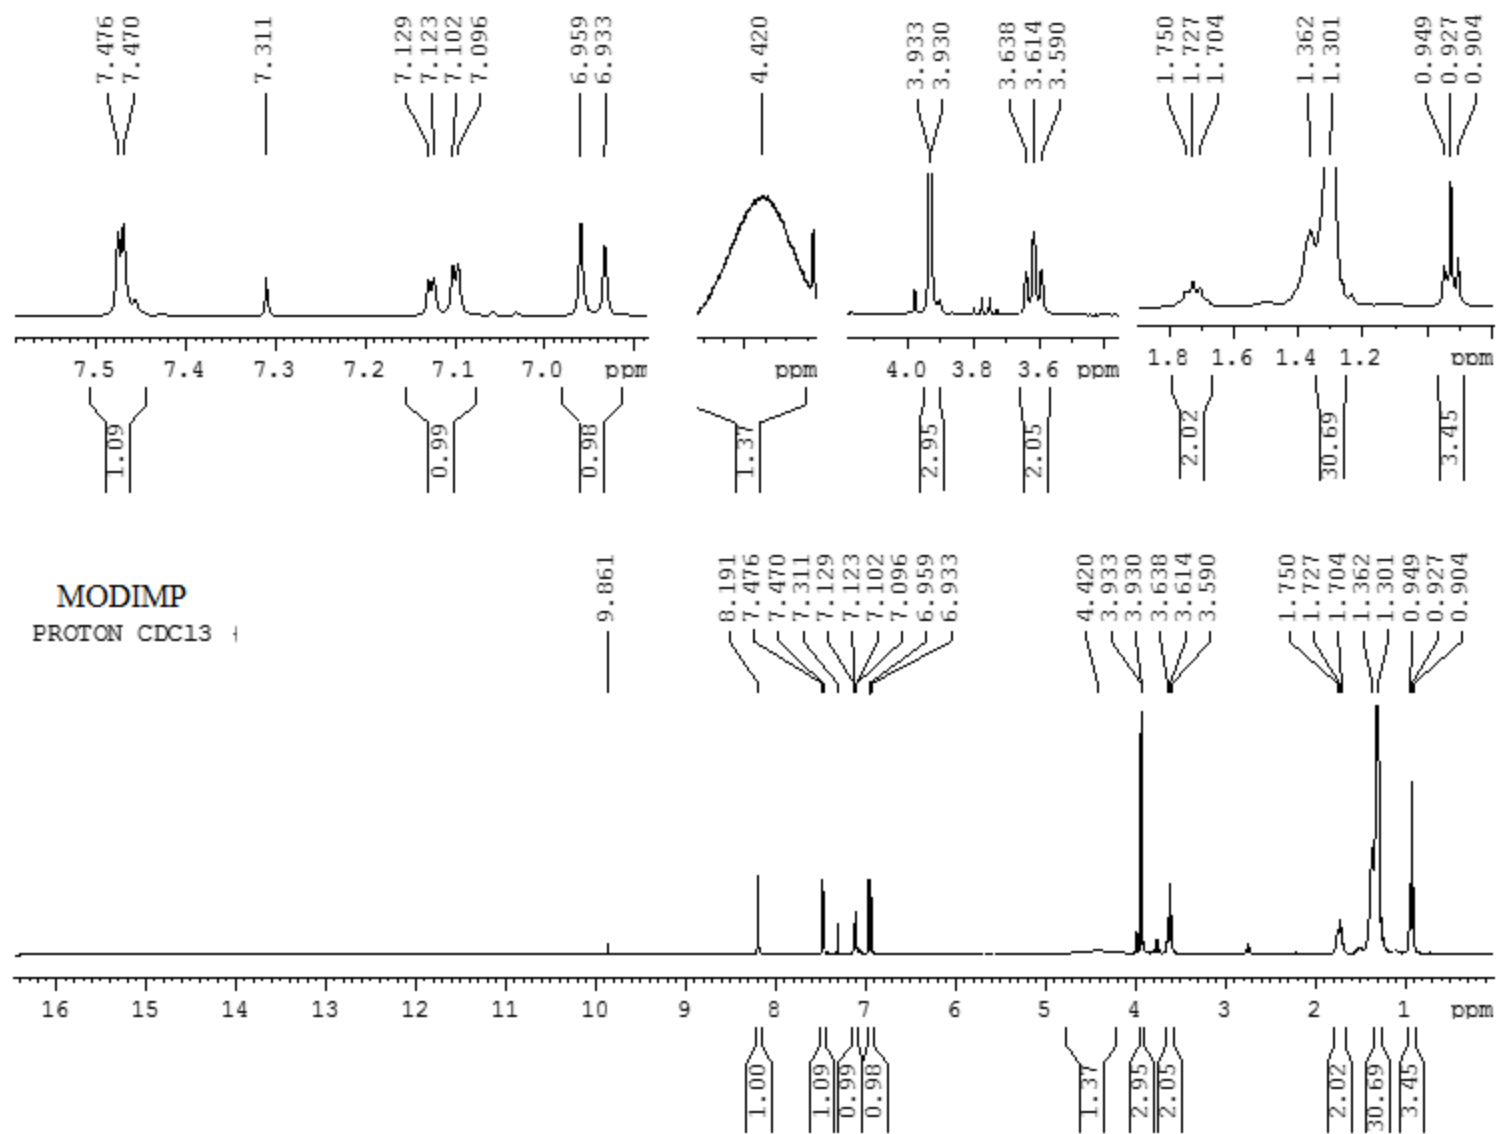 7.476 7.470 7.311 7.129 7.123 7.102 7.096 6.959 6.933 4.420 3.933 3.930 3.638 3.614 3.590 1.750 1.727 1.704 1.362 1.301 0.949 0.927 0.904
7.5 7.4 7.3 7.2 7.1 7.0 ppm ppm 4.0 3.8 3.6 ppm 1.8 1.6 1.4 1.2 ppm
1.09 0.99 0.98 1.37 2.95 2.05 2.02 30.69 3.45
MODIMP
PROTON CDCl3
9.861 8.191 7.476 7.470 7.311 7.129 7.123 7.102 7.096 6.959 6.933 4.420 3.933 3.930 3.638 3.614 3.590 1.750 1.727 1.704 1.362 1.301 0.949 0.927 0.904
16 15 14 13 12 11 10 9 8 7 6 5 4 3 2 1 ppm
1.00 1.09 0.99 0.98 1.37 2.95 2.05 2.02 30.69 3.45